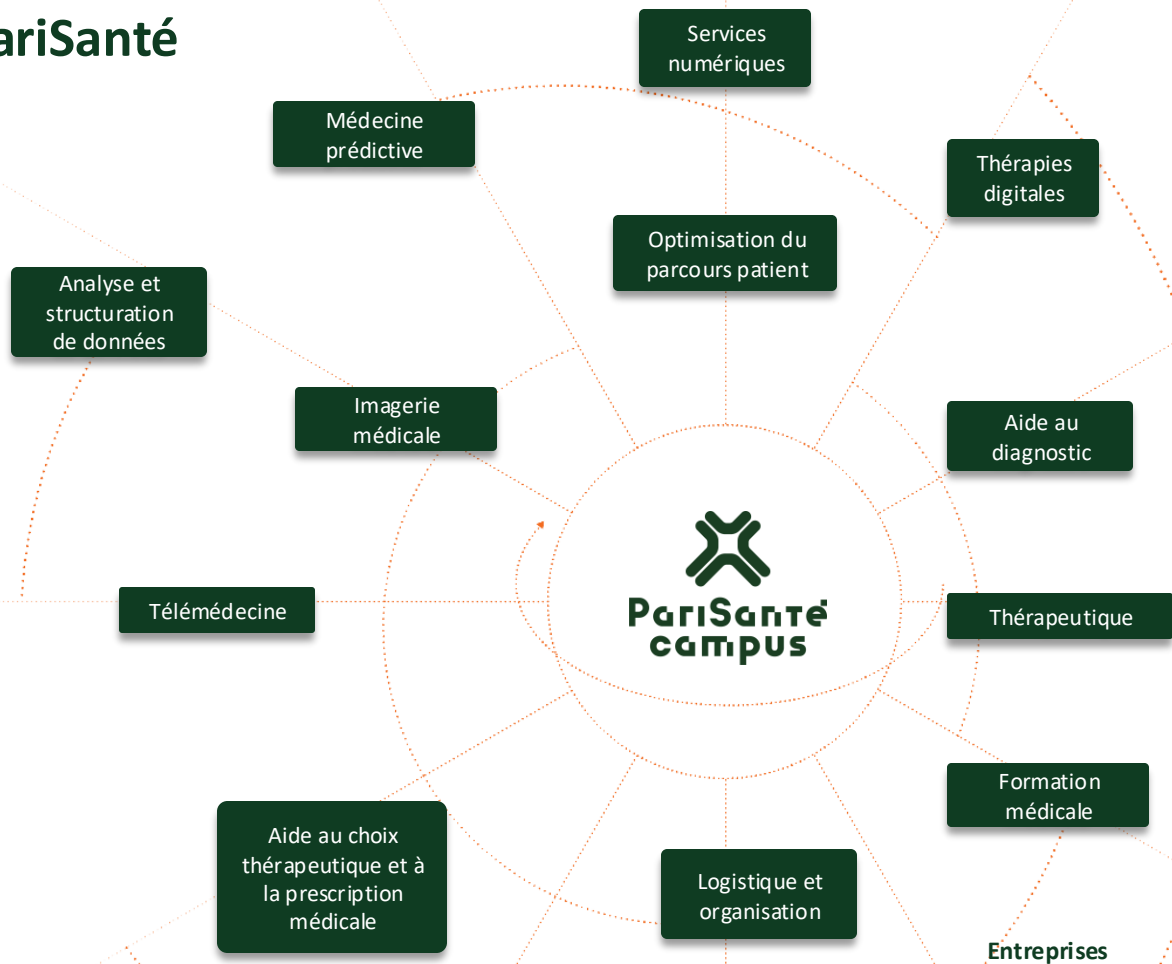 ariSanté
Services
numériques
Médecine
prédictive
Thérapies
digitales
Optimisation du
parcours patient
Analyse et
structuration
de données
Imagerie
médicale
Aide au
diagnostic
PariSanté
campus
Télémédecine
Thérapeutique
Formation
médicale
Aide au choix
thérapeutique et à
la prescription
médicale
Logistique et
organisation
Entreprises